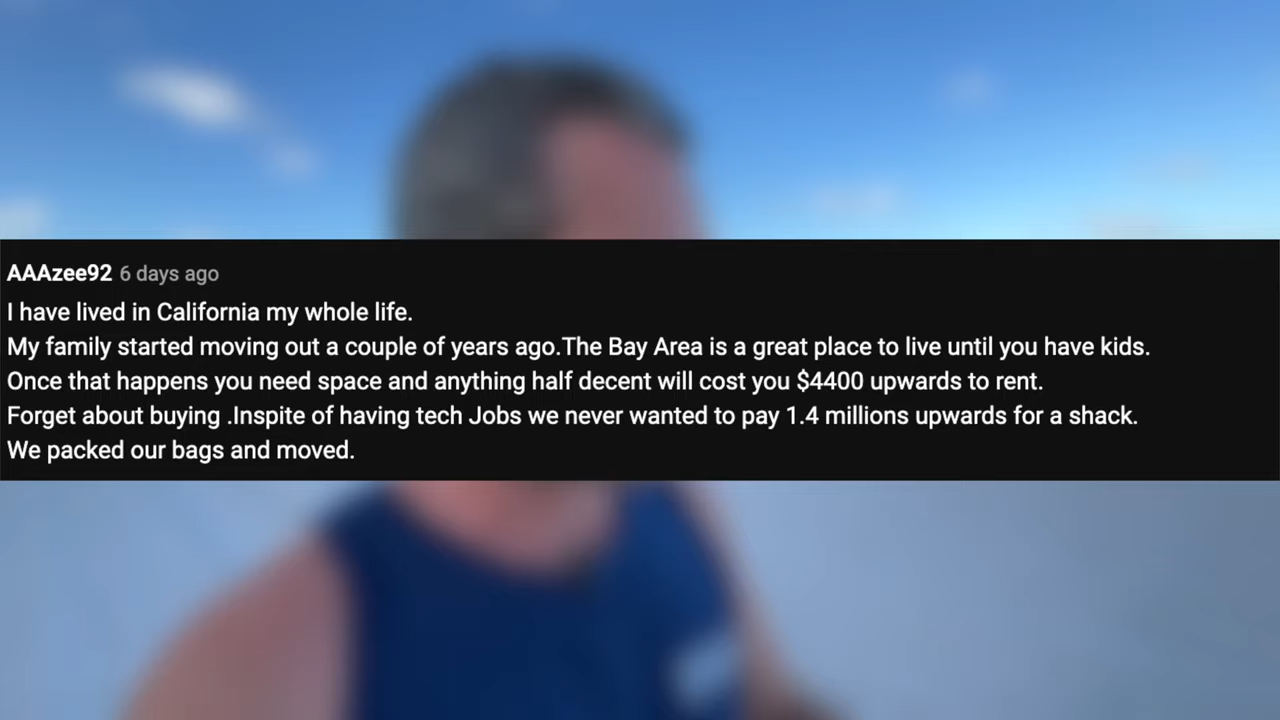 AAAzee92 6 days ago
I have lived in California my whole life.
My family started moving out a couple of years ago.The Bay Area is a great place to live until you have kids.
Once that happens you need space and anything half decent will cost you $4400 upwards to rent.
Forget about buying .Inspite of having tech Jobs we never wanted to pay 1.4 millions upwards for a shack.
We packed our bags and moved.